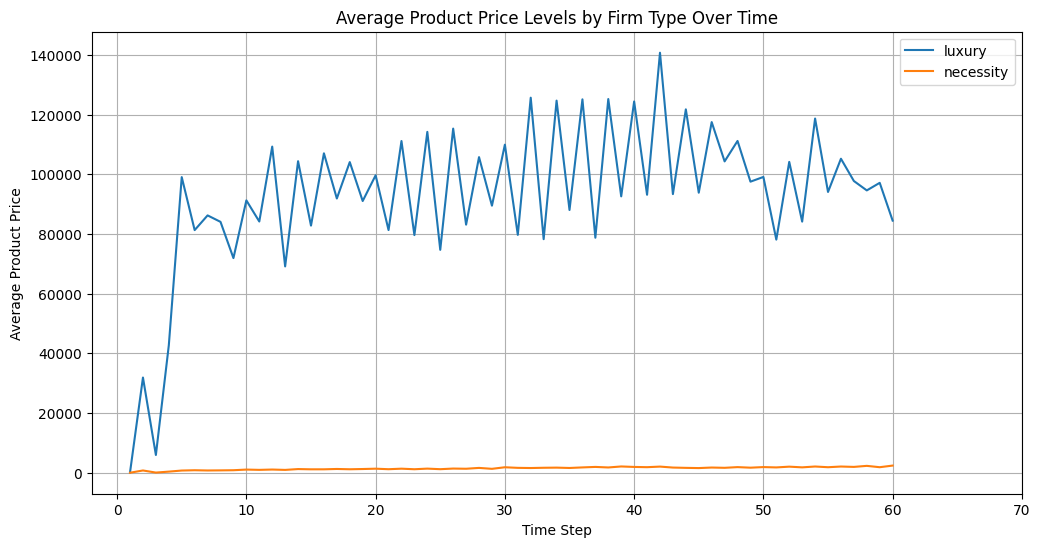 Average Product Price Levels by Firm Type Over Time
luxury
necessity
Average Product Price
140000
120000
100000
80000
60000
40000
20000
0
0 10 20 30 40 50 60 70
Time Step